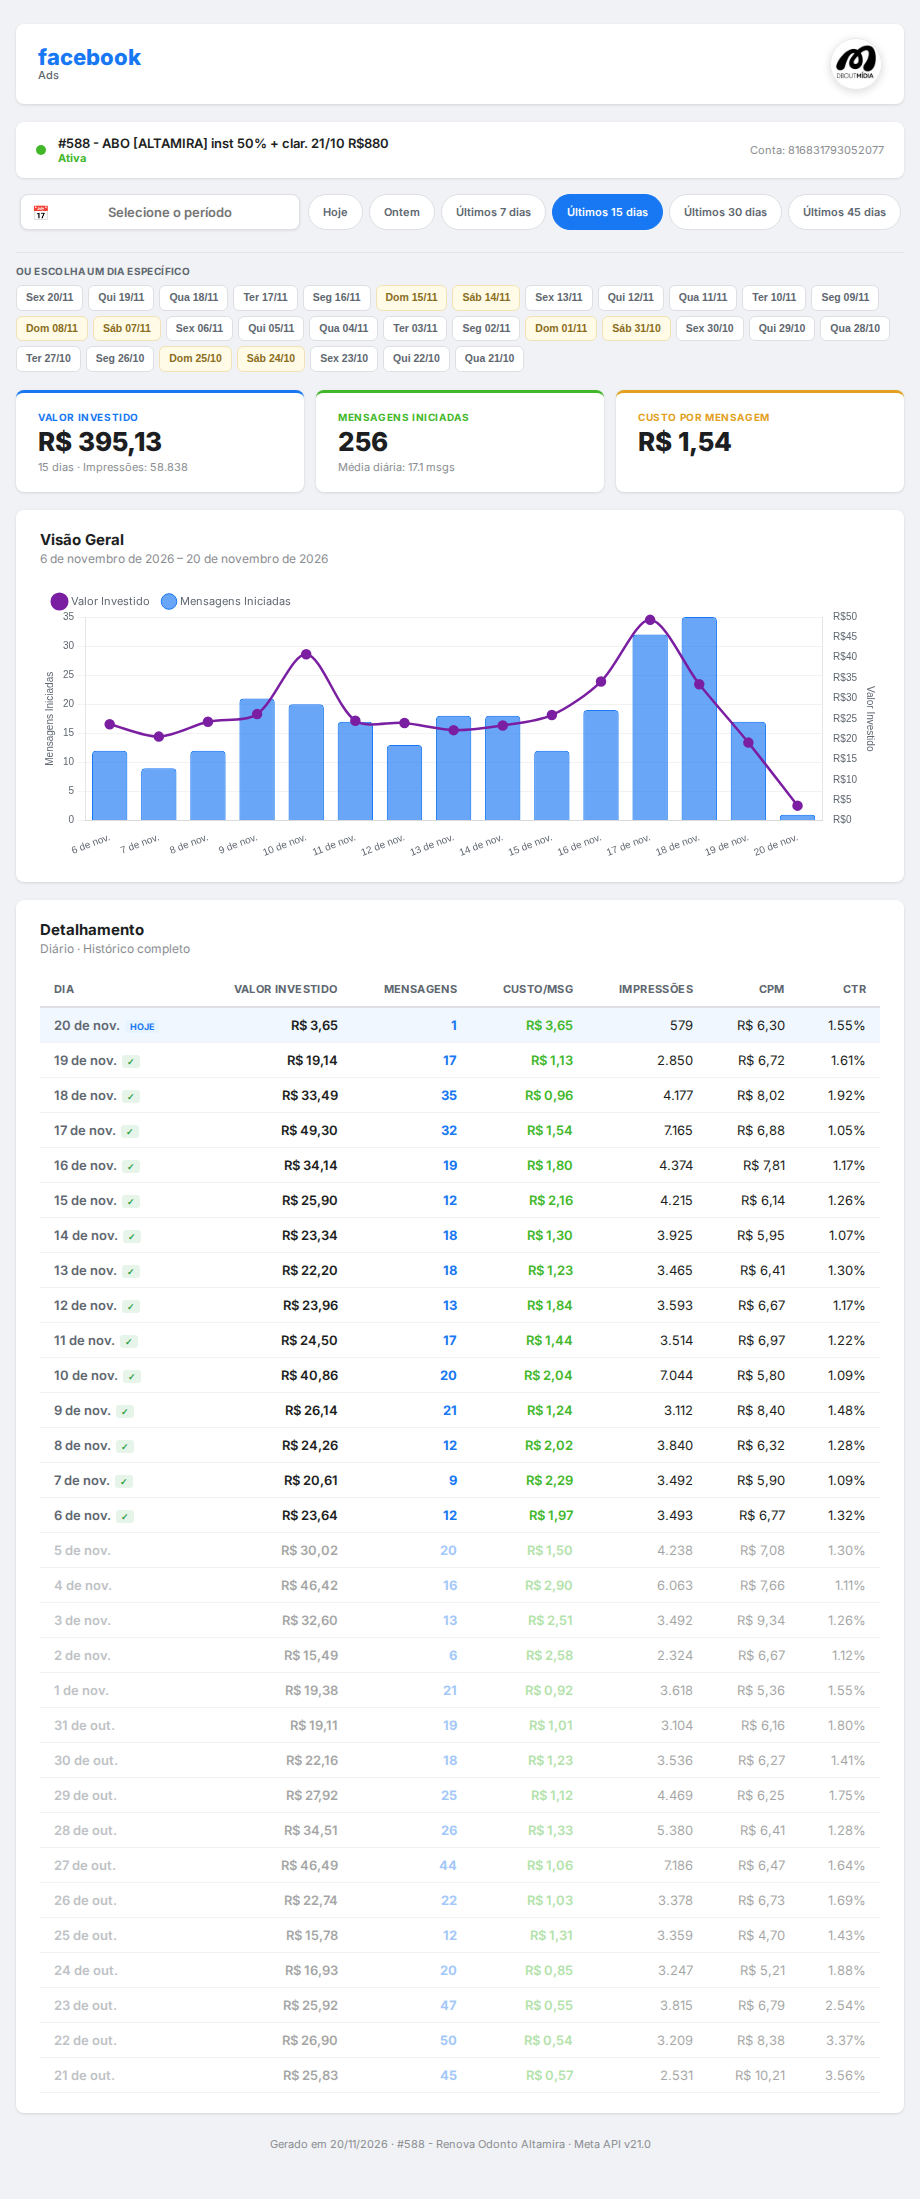 facebook
Ads
DBOUTMÍDIA
#588 - ABO [ALTAMIRA] inst 50% + clar. 21/10 R$880
Ativa
Conta: 816831793052077
Selecione o período
Hoje
Ontem
Últimos 7 dias
Últimos 15 dias
Últimos 30 dias
Últimos 45 dias
OU ESCOLHA UM DIA ESPECÍFICO
Sex 20/11 Qui 19/11 Qua 18/11 Ter 17/11 Seg 16/11 Dom 15/11 Sáb 14/11 Sex 13/11 Qui 12/11 Qua 11/11 Ter 10/11 Seg 09/11
Dom 08/11 Sáb 07/11 Sex 06/11 Qui 05/11 Qua 04/11 Ter 03/11 Seg 02/11 Dom 01/11 Sáb 31/10 Sex 30/10 Qui 29/10 Qua 28/10
Ter 27/10 Seg 26/10 Dom 25/10 Sáb 24/10 Sex 23/10 Qui 22/10 Qua 21/10
VALOR INVESTIDO
R$ 395,13
15 dias · Impressões: 58.838
MENSAGENS INICIADAS
256
Média diária: 17.1 msgs
CUSTO POR MENSAGEM
R$ 1,54
Visão Geral
6 de novembro de 2026 – 20 de novembro de 2026
Valor Investido Mensagens Iniciadas
Mensagens Iniciadas
35
30
25
20
15
10
5
0
R$50
R$45
R$40
R$35
R$30
R$25
R$20
R$15
R$10
R$5
R$0
Valor Investido
6 de nov. 7 de nov. 8 de nov. 9 de nov. 10 de nov. 11 de nov. 12 de nov. 13 de nov. 14 de nov. 15 de nov. 16 de nov. 17 de nov. 18 de nov. 19 de nov. 20 de nov.
Detalhamento
Diário · Histórico completo
DIA VALOR INVESTIDO MENSAGENS CUSTO/MSG IMPRESSÕES CPM CTR
20 de nov. HOJE R$ 3,65 1 R$ 3,65 579 R$ 6,30 1.55%
19 de nov. ✓ R$ 19,14 17 R$ 1,13 2.850 R$ 6,72 1.61%
18 de nov. ✓ R$ 33,49 35 R$ 0,96 4.177 R$ 8,02 1.92%
17 de nov. ✓ R$ 49,30 32 R$ 1,54 7.165 R$ 6,88 1.05%
16 de nov. ✓ R$ 34,14 19 R$ 1,80 4.374 R$ 7,81 1.17%
15 de nov. ✓ R$ 25,90 12 R$ 2,16 4.215 R$ 6,14 1.26%
14 de nov. ✓ R$ 23,34 18 R$ 1,30 3.925 R$ 5,95 1.07%
13 de nov. ✓ R$ 22,20 18 R$ 1,23 3.465 R$ 6,41 1.30%
12 de nov. ✓ R$ 23,96 13 R$ 1,84 3.593 R$ 6,67 1.17%
11 de nov. ✓ R$ 24,50 17 R$ 1,44 3.514 R$ 6,97 1.22%
10 de nov. ✓ R$ 40,86 20 R$ 2,04 7.044 R$ 5,80 1.09%
9 de nov. ✓ R$ 26,14 21 R$ 1,24 3.112 R$ 8,40 1.48%
8 de nov. ✓ R$ 24,26 12 R$ 2,02 3.840 R$ 6,32 1.28%
7 de nov. ✓ R$ 20,61 9 R$ 2,29 3.492 R$ 5,90 1.09%
6 de nov. ✓ R$ 23,64 12 R$ 1,97 3.493 R$ 6,77 1.32%
5 de nov. R$ 30,02 20 R$ 1,50 4.238 R$ 7,08 1.30%
4 de nov. R$ 46,42 16 R$ 2,90 6.063 R$ 7,66 1.11%
3 de nov. R$ 32,60 13 R$ 2,51 3.492 R$ 9,34 1.26%
2 de nov. R$ 15,49 6 R$ 2,58 2.324 R$ 6,67 1.12%
1 de nov. R$ 19,38 21 R$ 0,92 3.618 R$ 5,36 1.55%
31 de out. R$ 19,11 19 R$ 1,01 3.104 R$ 6,16 1.80%
30 de out. R$ 22,16 18 R$ 1,23 3.536 R$ 6,27 1.41%
29 de out. R$ 27,92 25 R$ 1,12 4.469 R$ 6,25 1.75%
28 de out. R$ 34,51 26 R$ 1,33 5.380 R$ 6,41 1.28%
27 de out. R$ 46,49 44 R$ 1,06 7.186 R$ 6,47 1.64%
26 de out. R$ 22,74 22 R$ 1,03 3.378 R$ 6,73 1.69%
25 de out. R$ 15,78 12 R$ 1,31 3.359 R$ 4,70 1.43%
24 de out. R$ 16,93 20 R$ 0,85 3.247 R$ 5,21 1.88%
23 de out. R$ 25,92 47 R$ 0,55 3.815 R$ 6,79 2.54%
22 de out. R$ 26,90 50 R$ 0,54 3.209 R$ 8,38 3.37%
21 de out. R$ 25,83 45 R$ 0,57 2.531 R$ 10,21 3.56%
Gerado em 20/11/2026 · #588 - Renova Odonto Altamira · Meta API v21.0